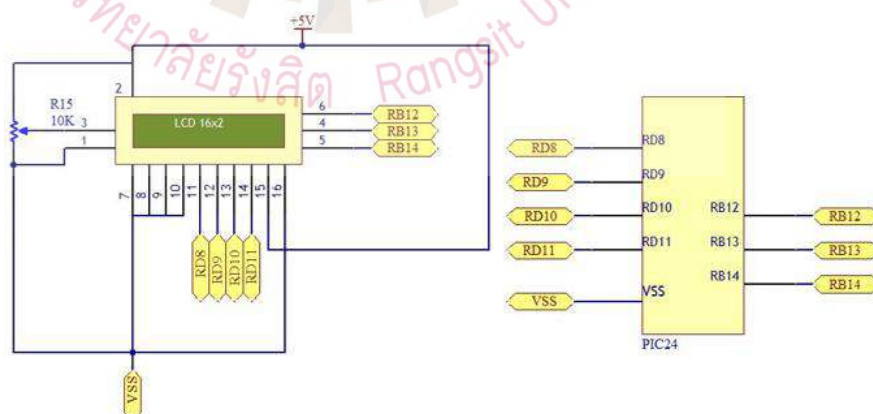 มหาวิทยาลัยรังสิต Rangsit Un
+5V
2
R15
10K
3
1
LCD 16x2
6
4
5
RB12
RB13
RB14
7
8
9
10
11
12
13
14
15
16
RD8
RD9
RD10
RD11
VSS
RD8
RD9
RD10
RD11
VSS
RD8
RD9
RD10
RD11
VSS
RB12
RB13
RB14
RB12
RB13
RB14
PIC24